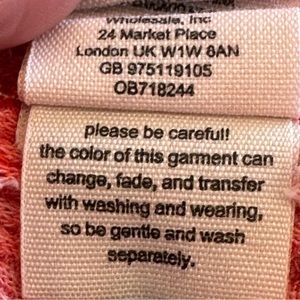 Wholesale, Inc
24 Market Place
London UK W1W 8AN
GB 975119105
OB718244
please be careful!
the color of this garment can
change, fade, and transfer
with washing and wearing,
so be gentle and wash
separately.